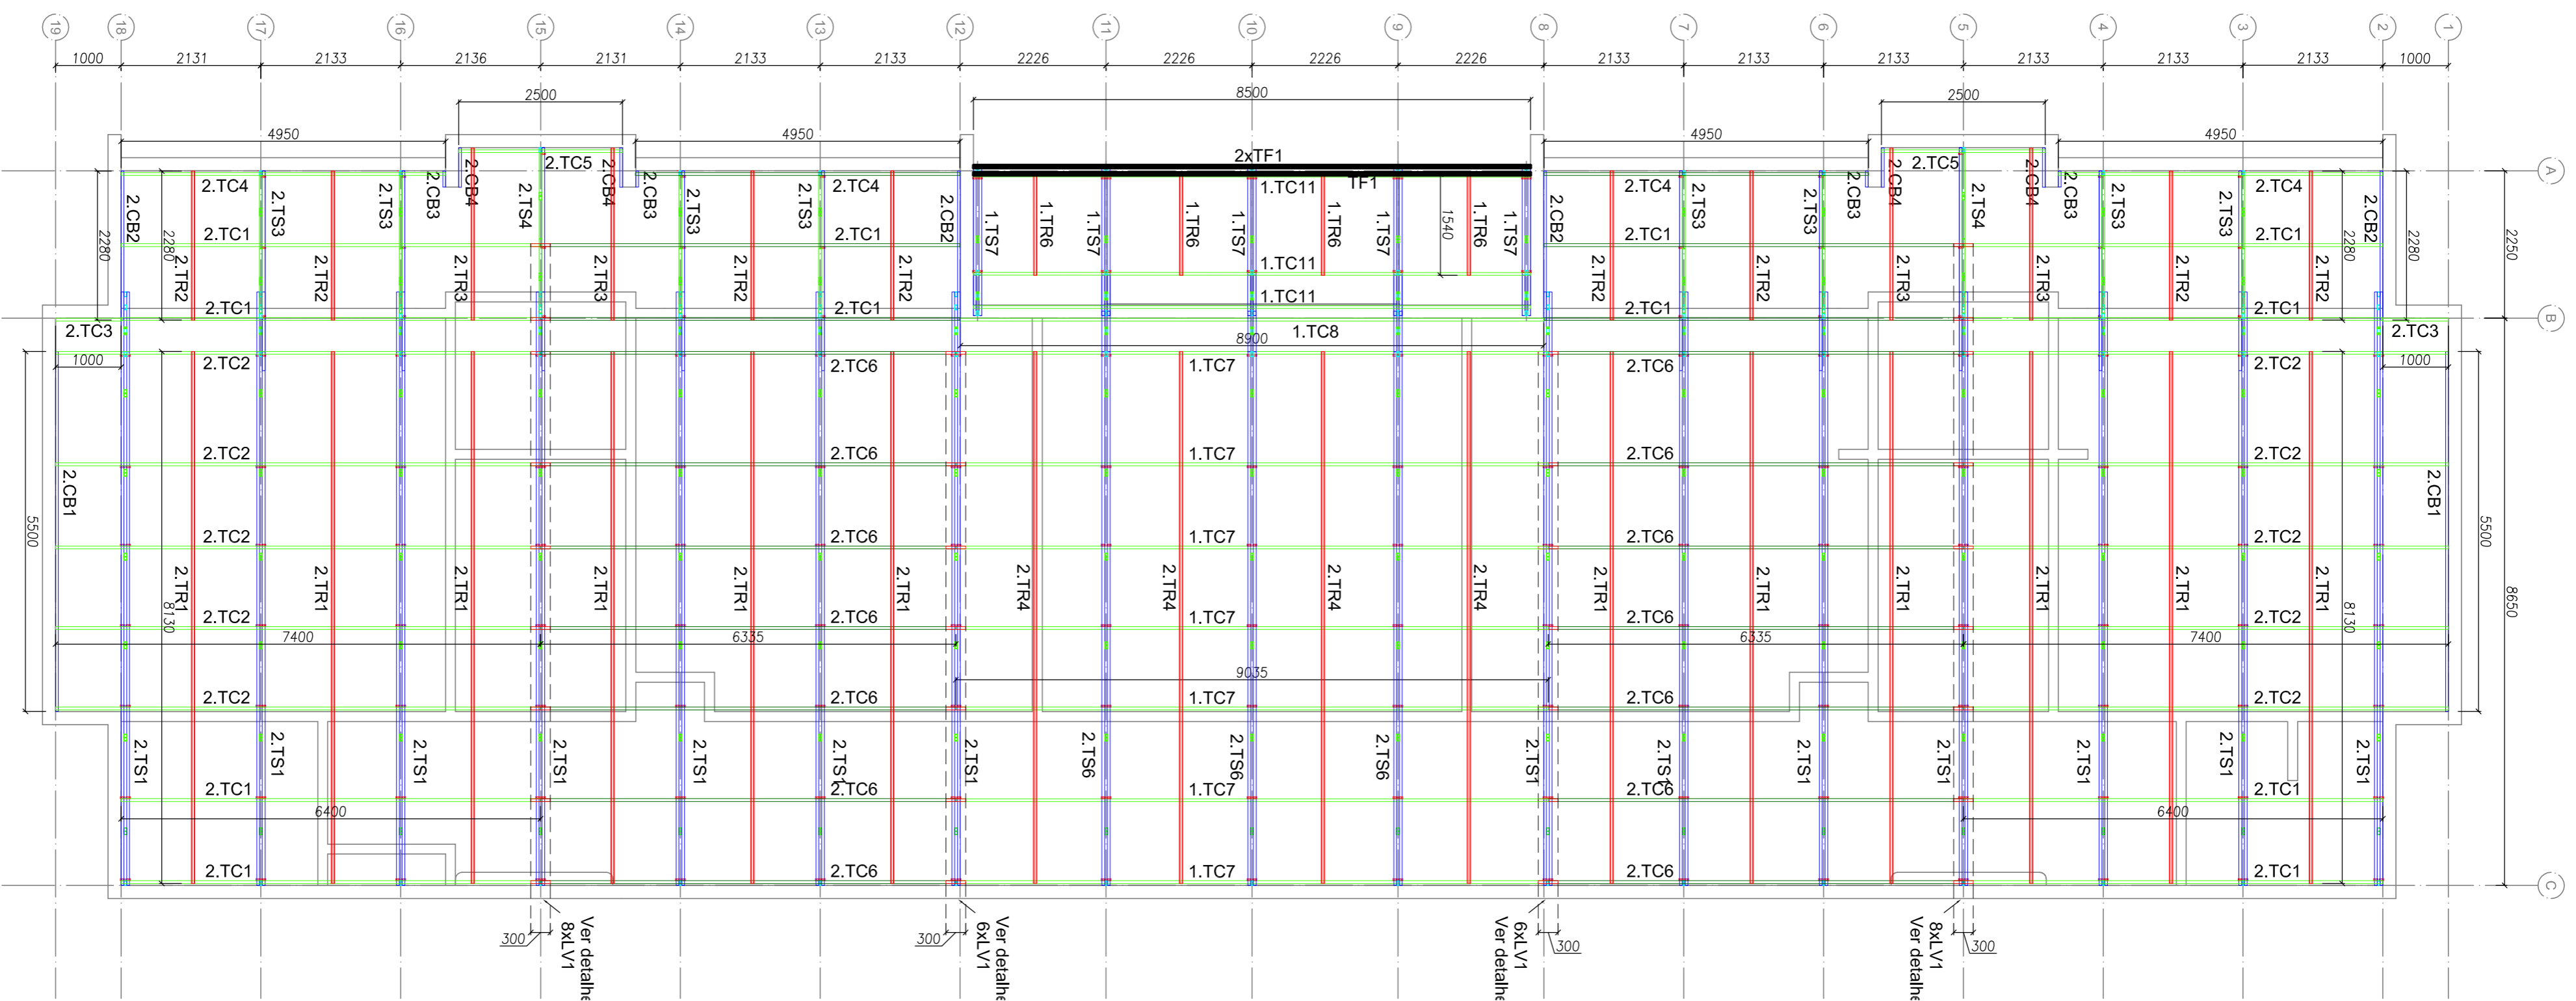 19 18 17 16 15 14 13 12 11 10 9 8 7 6 5 4 3 2 1
1000 2131 2133 2136 2131 2133 2133 2226 2226 2226 2226 2133 2133 2133 2133 2133 2133 1000
2500 8500 2500
4950 4950 4950 4950
2xTF1
2.TC5 2.TC5
A
TF1
2.TC4 2.TC4 1.TC11 2.TC4 2.TC4
2.CB2 2.TS3 2.TS3 2.CB3 2.CB4 2.TS4 2.CB4 2.CB3 2.TS3 2.TS3 2.CB2 1.TS7 1.TR6 1.TS7 1.TR6 1.TS7 1.TR6 1.TS7 1.TR6 1.TS7 2.CB2 2.TS3 2.TS3 2.CB3 2.CB4 2.TS4 2.CB4 2.CB3 2.TS3 2.TS3 2.CB2
2280 2280 1540 2280 2280 2250
2.TC1 2.TC1 2.TC1 2.TC1
1.TC11
2.TR2 2.TR2 2.TR3 2.TR3 2.TR2 2.TR2 2.TR2 2.TR2 2.TR3 2.TR3 2.TR2 2.TR2
2.TC1 2.TC1 1.TC11 2.TC1 2.TC1
B
2.TC3 1.TC8 2.TC3
8900
1000 1000
2.TC2 2.TC6 1.TC7 2.TC6 2.TC2
2.TC2 2.TC6 1.TC7 2.TC6 2.TC2
2.CB1 2.CB1
5500 5500
8650
2.TC2 2.TC6 1.TC7 2.TC6 2.TC2
2.TR1 2.TR1 2.TR1 2.TR1 2.TR1 2.TR1 2.TR4 2.TR4 2.TR4 2.TR4 2.TR1 2.TR1 2.TR1 2.TR1 2.TR1 2.TR1
8130 8130
2.TC2 2.TC6 1.TC7 2.TC6 2.TC2
7400 6335 6335 7400
9035
2.TC2 2.TC6 1.TC7 2.TC6 2.TC2
2.TS1 2.TS1 2.TS1 2.TS1 2.TS1 2.TS1 2.TS1 2.TS6 2.TS6 2.TS6 2.TS1 2.TS1 2.TS1 2.TS1 2.TS1 2.TS1 2.TS1
2.TC1 2.TC6 1.TC7 2.TC6 2.TC1
6400 6400
2.TC1 2.TC6 1.TC7 2.TC6 2.TC1
C
300 300 300 300
Ver detalhe
8xLV1
Ver detalhe
6xLV1
6xLV1
Ver detalhe
8xLV1
Ver detalhe